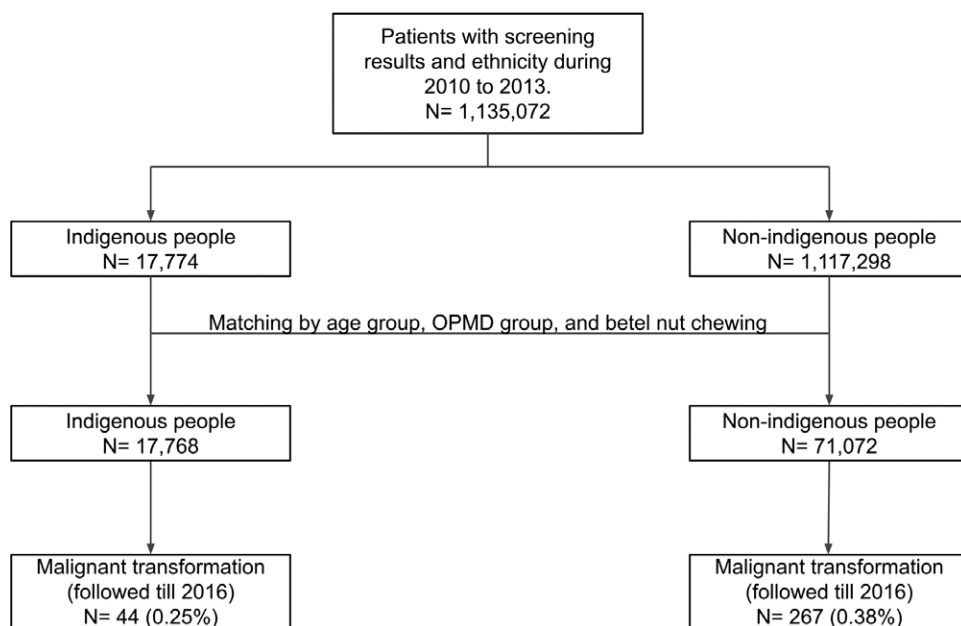 Patients with screening
results and ethnicity during
2010 to 2013.
N= 1,135,072
Indigenous people
N= 17,774
Non-indigenous people
N= 1,117,298
Matching by age group, OPMD group, and betel nut chewing
Indigenous people
N= 17,768
Non-indigenous people
N= 71,072
Malignant transformation
(followed till 2016)
N= 44 (0.25%)
Malignant transformation
(followed till 2016)
N= 267 (0.38%)